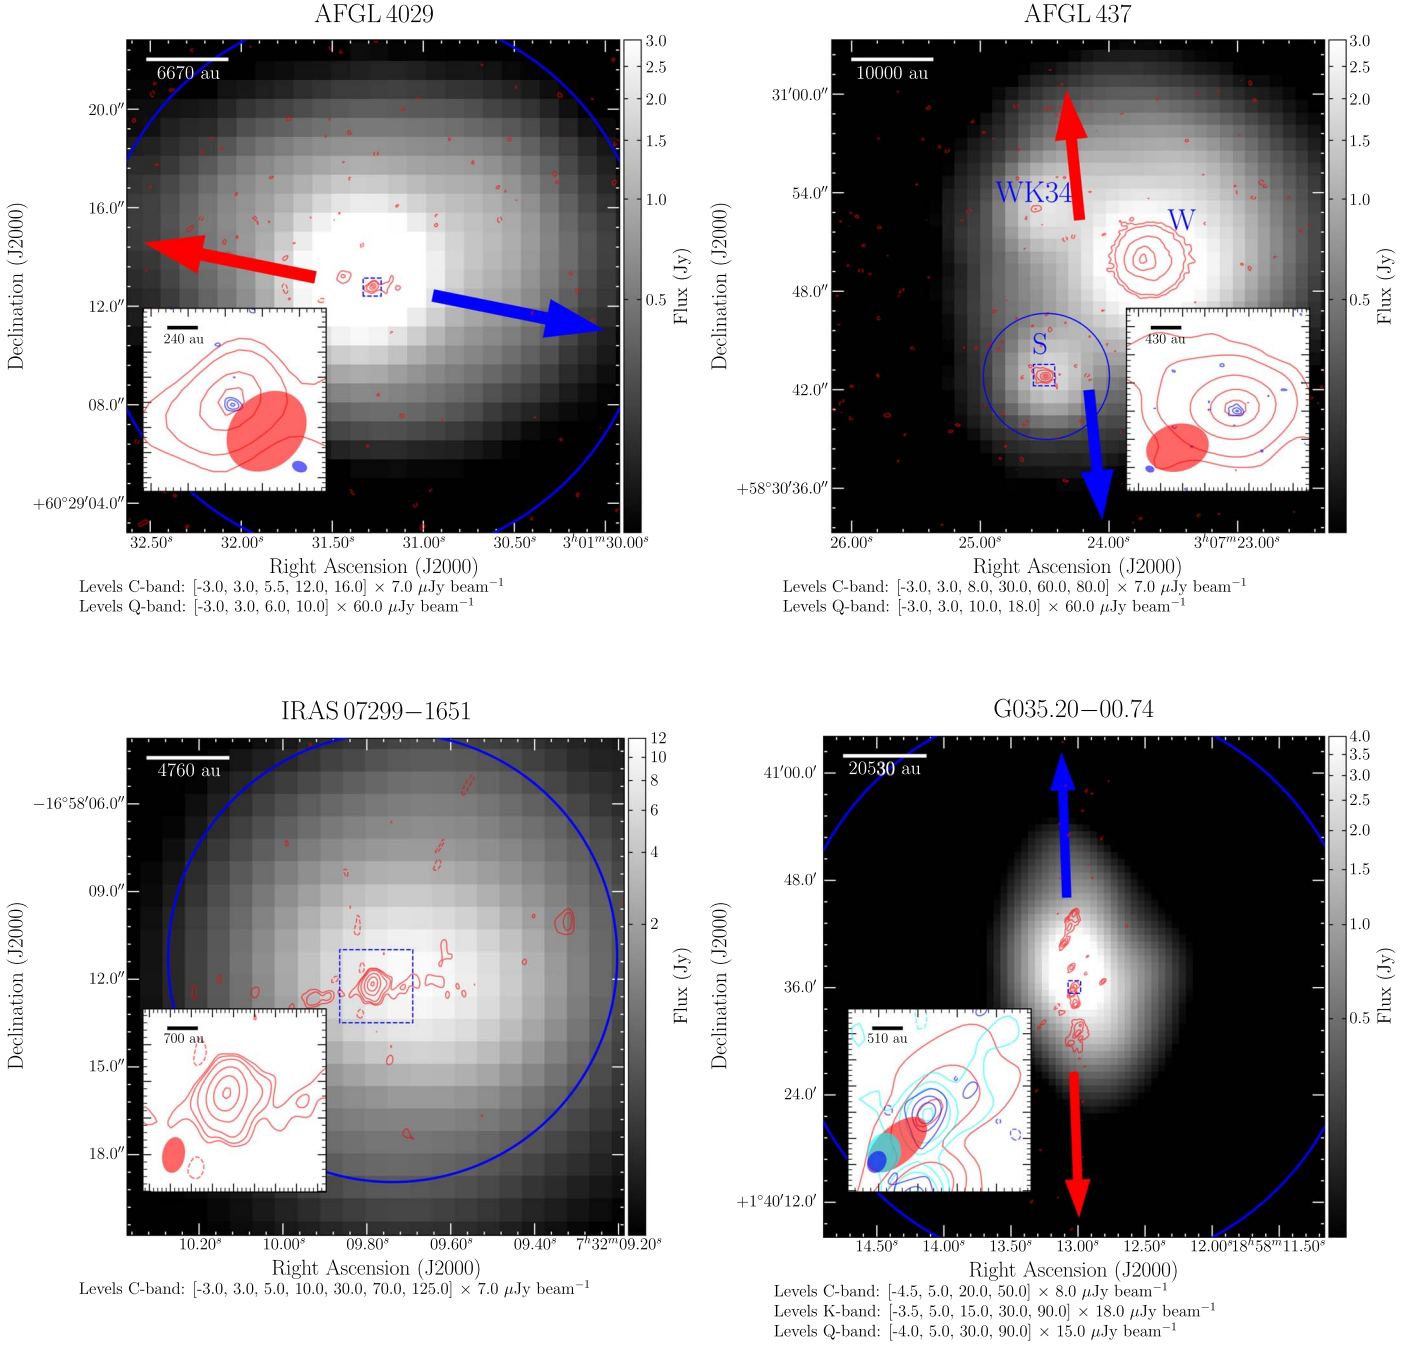 AFGL 4029
6670 au
20.0″
16.0″
12.0″
08.0″
+60°29′04.0″
Declination (J2000)
240 au
32.50ˢ 32.00ˢ 31.50ˢ 31.00ˢ 30.50ˢ 3ʰ01ᵐ30.00ˢ
Right Ascension (J2000)
3.0
2.5
2.0
1.5
1.0
0.5
Flux (Jy)
Levels C-band: [-3.0, 3.0, 5.5, 12.0, 16.0] × 7.0 μJy beam⁻¹
Levels Q-band: [-3.0, 3.0, 6.0, 10.0] × 60.0 μJy beam⁻¹
AFGL 437
10000 au
31′00.0″
54.0″
48.0″
42.0″
+58°30′36.0″
Declination (J2000)
WK34
W
S
430 au
26.00ˢ 25.00ˢ 24.00ˢ 3ʰ07ᵐ23.00ˢ
Right Ascension (J2000)
3.0
2.5
2.0
1.5
1.0
0.5
Flux (Jy)
Levels C-band: [-3.0, 3.0, 8.0, 30.0, 60.0, 80.0] × 7.0 μJy beam⁻¹
Levels Q-band: [-3.0, 3.0, 10.0, 18.0] × 60.0 μJy beam⁻¹
IRAS 07299−1651
4760 au
−16°58′06.0″
09.0″
12.0″
15.0″
18.0″
Declination (J2000)
700 au
10.20ˢ 10.00ˢ 09.80ˢ 09.60ˢ 09.40ˢ 7ʰ32ᵐ09.20ˢ
Right Ascension (J2000)
12
10
8
6
4
2
Flux (Jy)
Levels C-band: [-3.0, 3.0, 5.0, 10.0, 30.0, 70.0, 125.0] × 7.0 μJy beam⁻¹
G035.20−00.74
20530 au
41′00.0″
48.0′
36.0′
24.0′
+1°40′12.0′
Declination (J2000)
510 au
14.50ˢ 14.00ˢ 13.50ˢ 13.00ˢ 12.50ˢ 12.00ˢ 18ʰ58ᵐ11.50ˢ
Right Ascension (J2000)
4.0
3.5
3.0
2.5
2.0
1.5
1.0
0.5
Flux (Jy)
Levels C-band: [-4.5, 5.0, 20.0, 50.0] × 8.0 μJy beam⁻¹
Levels K-band: [-3.5, 5.0, 15.0, 30.0, 90.0] × 18.0 μJy beam⁻¹
Levels Q-band: [-4.0, 5.0, 30.0, 90.0] × 15.0 μJy beam⁻¹